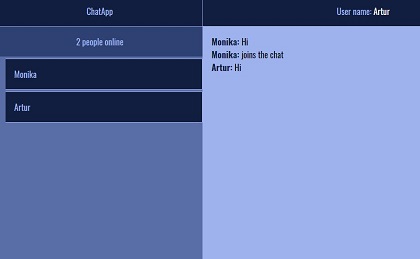 ChatApp
User name: Artur
2 people online
Monika
Artur
Monika: Hi
Monika: joins the chat
Artur: Hi